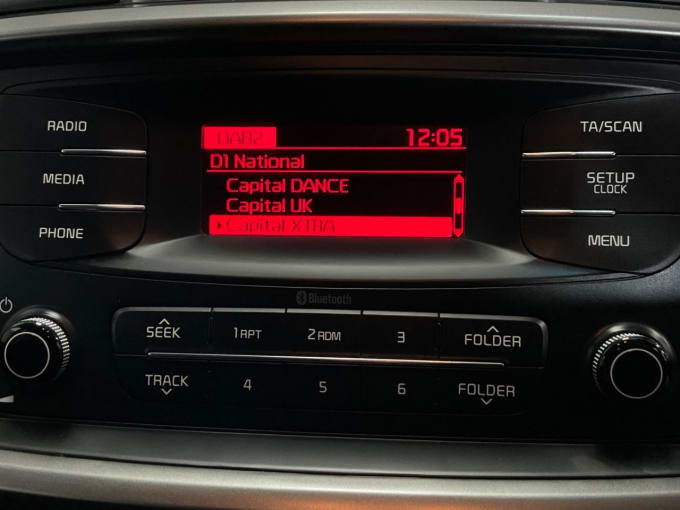 RADIO
MEDIA
PHONE
DAB2 12:05
D1 National
Capital DANCE
Capital UK
Capital XTRA
TA/SCAN
SETUP
CLOCK
MENU
Bluetooth
SEEK 1 RPT 2 RDM 3 FOLDER
TRACK 4 5 6 FOLDER